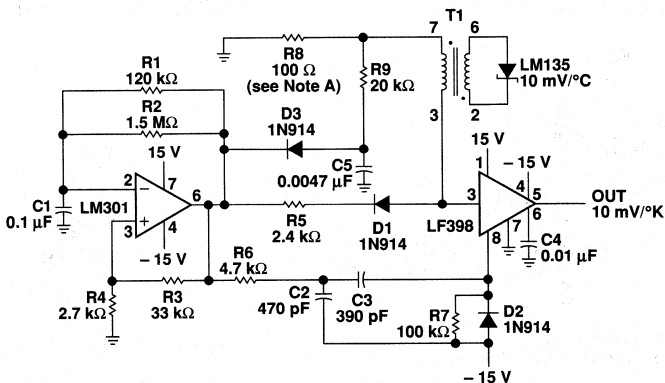 T1
7
6
R1
120 kΩ
R8
100 Ω
(see Note A)
R9
20 kΩ
LM135
10 mV/°C
R2
1.5 MΩ
D3
1N914
3
2
15 V
15 V
1
– 15 V
C5
0.0047 µF
2
–
7
6
LM301
+
3
4
C1
0.1 µF
3
4
5
6
7
8
LF398
OUT
10 mV/°K
R5
2.4 kΩ
D1
1N914
– 15 V
C4
0.01 µF
R6
4.7 kΩ
R4
2.7 kΩ
R3
33 kΩ
C2
470 pF
C3
390 pF
R7
100 kΩ
D2
1N914
– 15 V